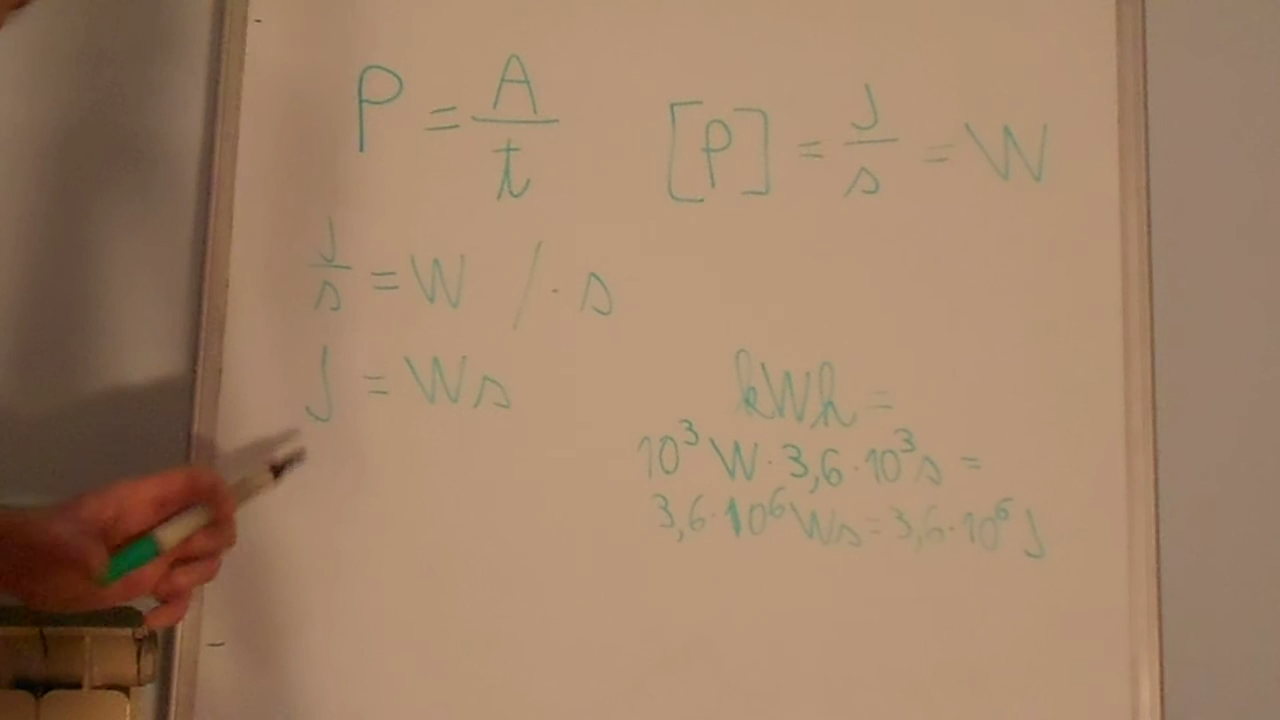 P = A/t
[P] = J/s = W
J/s = W / · s
J = Ws
kWh =
10³ W · 3,6 · 10³ s =
3,6 · 10⁶ Ws = 3,6 · 10⁶ J